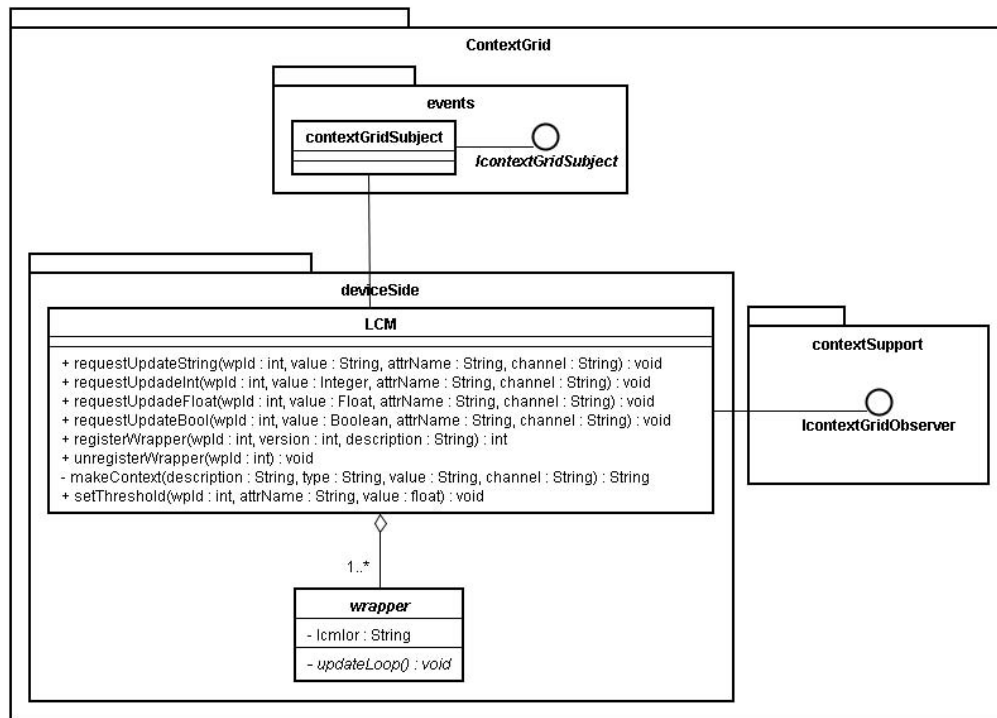 ContextGrid
events
contextGridSubject
IcontextGridSubject
deviceSide
LCM
+ requestUpdateString(wpId : int, value : String, attrName : String, channel : String) : void
+ requestUpdadeInt(wpId : int, value : Integer, attrName : String, channel : String) : void
+ requestUpdadeFloat(wpId : int, value : Float, attrName : String, channel : String) : void
+ requestUpdateBool(wpId : int, value : Boolean, attrName : String, channel : String) : void
+ registerWrapper(wpId : int, version : int, description : String) : int
+ unregisterWrapper(wpId : int) : void
- makeContext(description : String, type : String, value : String, channel : String) : String
+ setThreshold(wpId : int, attrName : String, value : float) : void
contextSupport
IcontextGridObserver
1..*
wrapper
- lcmIor : String
- updateLoop() : void